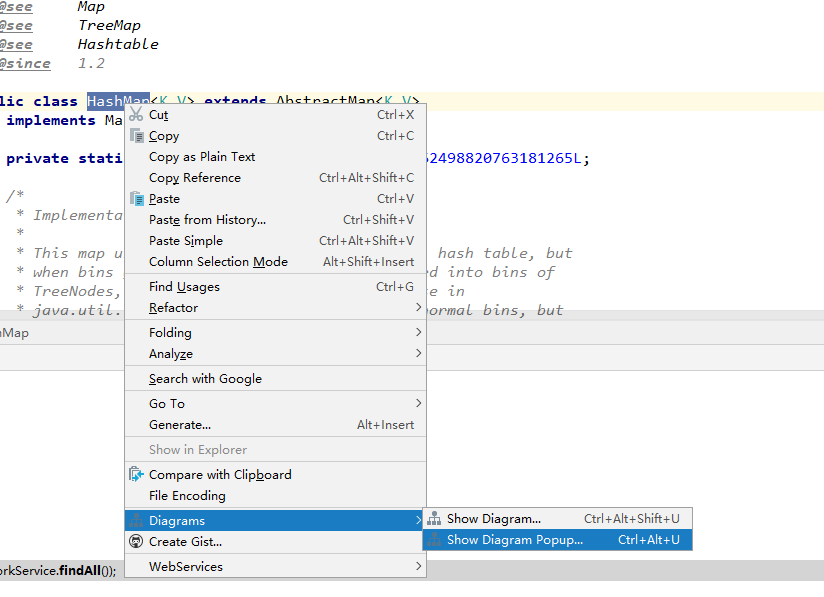 @see Map
@see TreeMap
@see Hashtable
@since 1.2
lic class HashMap<K,V> extends AbstractMap<K,V>
implements Ma
private stati 62498820763181265L;
/*
* Implementa
*
* This map u hash table, but
* when bins ed into bins of
* TreeNodes, e in
* java.util. normal bins, but
Map
Cut Ctrl+X
Copy Ctrl+C
Copy as Plain Text
Copy Reference Ctrl+Alt+Shift+C
Paste Ctrl+V
Paste from History... Ctrl+Shift+V
Paste Simple Ctrl+Alt+Shift+V
Column Selection Mode Alt+Shift+Insert
Find Usages Ctrl+G
Refactor
Folding
Analyze
Search with Google
Go To
Generate... Alt+Insert
Show in Explorer
Compare with Clipboard
File Encoding
Diagrams
Create Gist...
WebServices
Show Diagram... Ctrl+Alt+Shift+U
Show Diagram Popup... Ctrl+Alt+U
orkService.findAll());